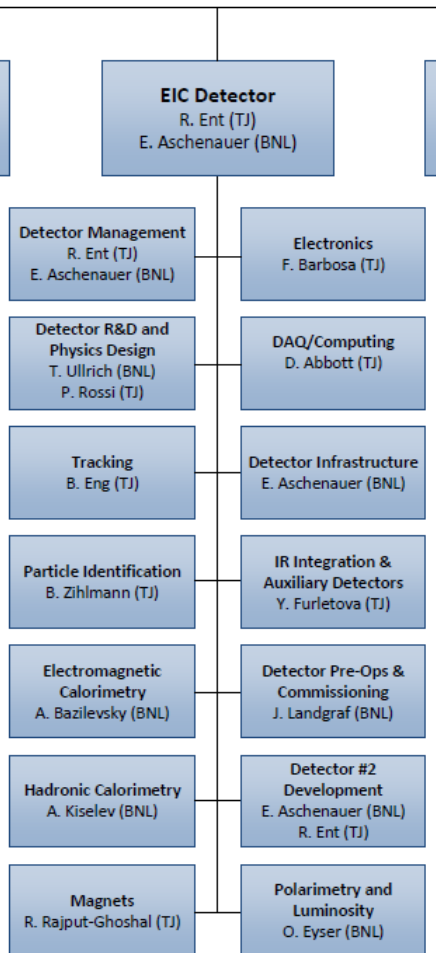 EIC Detector
R. Ent (TJ)
E. Aschenauer (BNL)
Detector Management
R. Ent (TJ)
E. Aschenauer (BNL)
Electronics
F. Barbosa (TJ)
Detector R&D and
Physics Design
T. Ullrich (BNL)
P. Rossi (TJ)
DAQ/Computing
D. Abbott (TJ)
Tracking
B. Eng (TJ)
Detector Infrastructure
E. Aschenauer (BNL)
Particle Identification
B. Zihlmann (TJ)
IR Integration &
Auxiliary Detectors
Y. Furletova (TJ)
Electromagnetic
Calorimetry
A. Bazilevsky (BNL)
Detector Pre-Ops &
Commissioning
J. Landgraf (BNL)
Hadronic Calorimetry
A. Kiselev (BNL)
Detector #2
Development
E. Aschenauer (BNL)
R. Ent (TJ)
Magnets
R. Rajput-Ghoshal (TJ)
Polarimetry and
Luminosity
O. Eyser (BNL)